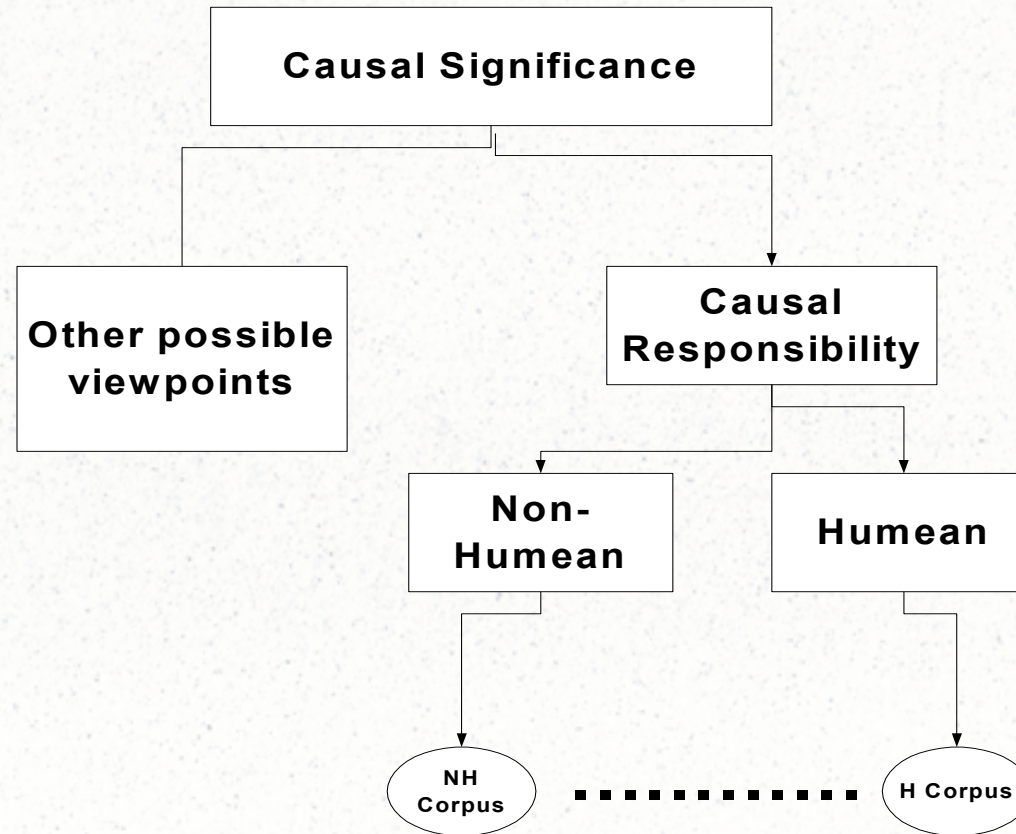 Causal Significance
Other possible
viewpoints
Causal
Responsibility
Non-
Humean
Humean
NH
Corpus
H Corpus